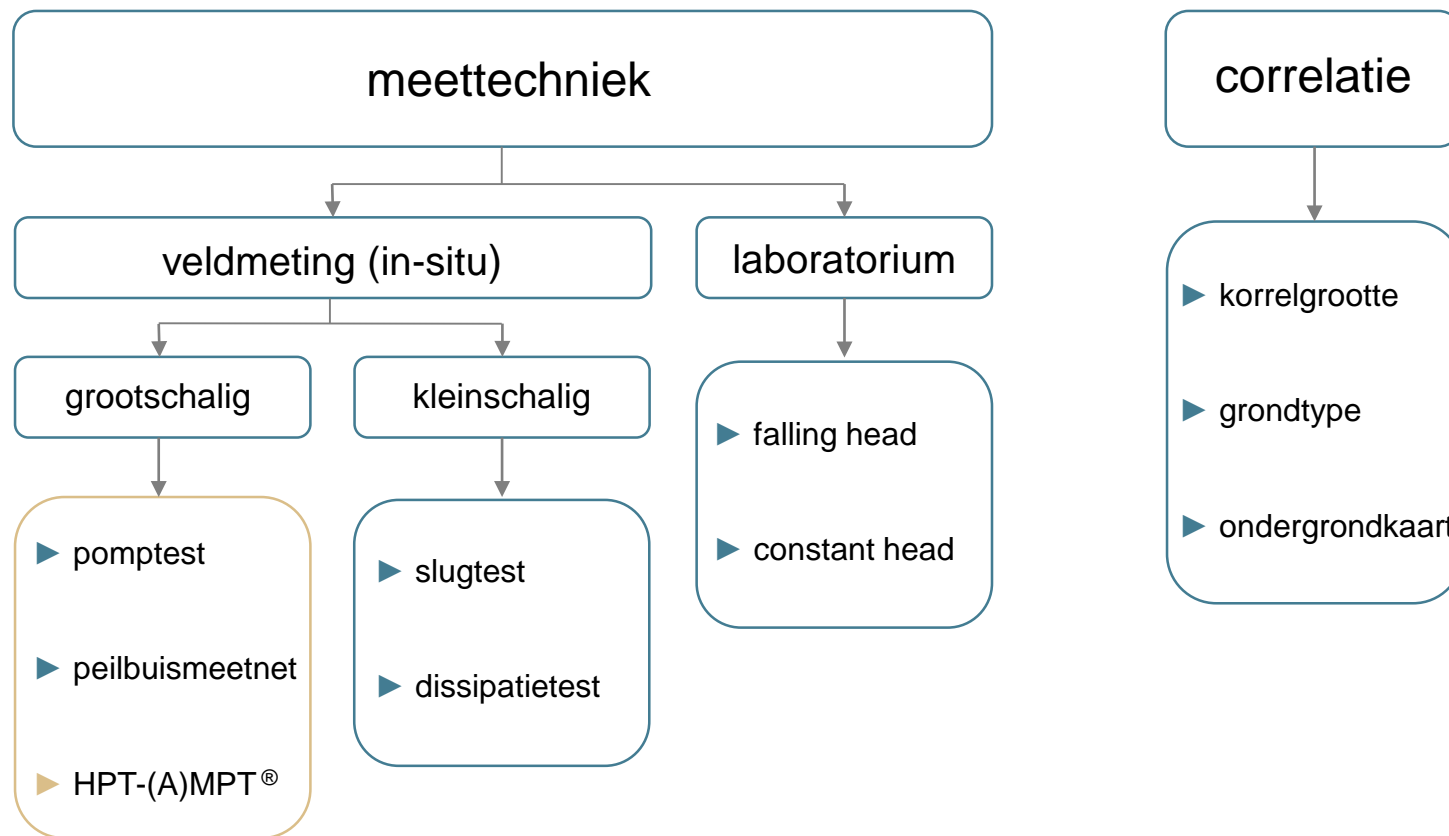 meettechniek
correlatie
veldmeting (in-situ)
laboratorium
grootschalig
kleinschalig
pomptest
peilbuismeetnet
HPT-(A)MPT®
slugtest
dissipatietest
falling head
constant head
korrelgrootte
grondtype
ondergrondkaart